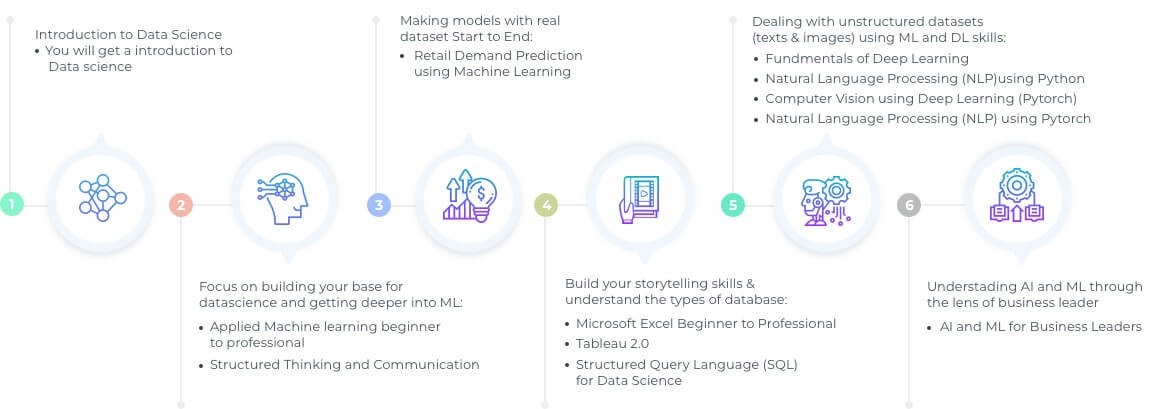 Introduction to Data Science
• You will get a introduction to
Data science
1
Focus on building your base for
datascience and getting deeper into ML:
• Applied Machine learning beginner
to professional
• Structured Thinking and Communication
2
Making models with real
dataset Start to End:
• Retail Demand Prediction
using Machine Learning
3
Build your storytelling skills &
understand the types of database:
• Microsoft Excel Beginner to Professional
• Tableau 2.0
• Structured Query Language (SQL)
for Data Science
4
Dealing with unstructured datasets
(texts & images) using ML and DL skills:
• Fundmentals of Deep Learning
• Natural Language Processing (NLP)using Python
• Computer Vision using Deep Learning (Pytorch)
• Natural Language Processing (NLP) using Pytorch
5
Understading AI and ML through
the lens of business leader
• AI and ML for Business Leaders
6